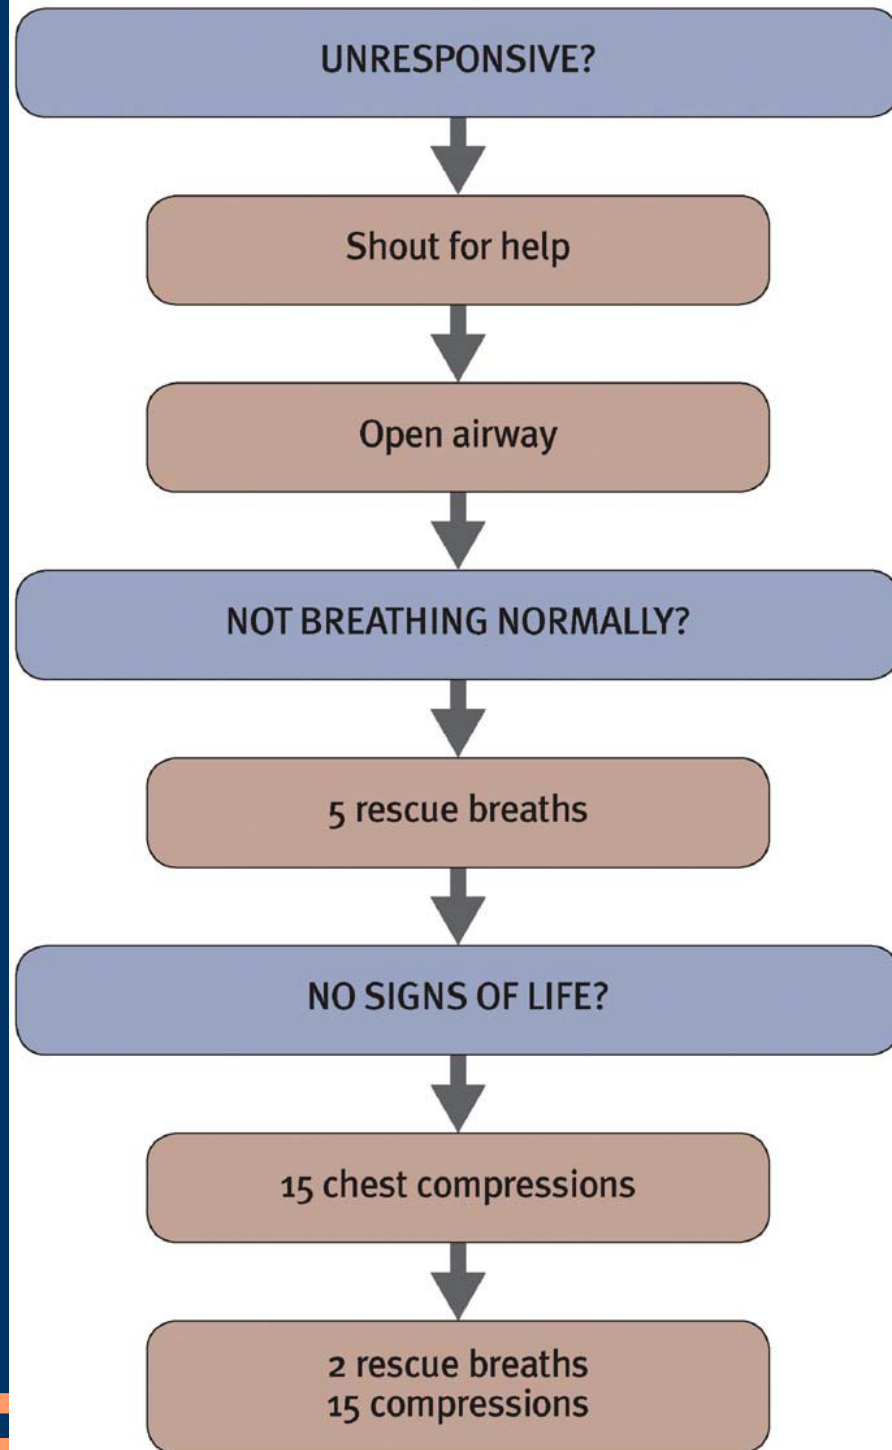 UNRESPONSIVE?
Shout for help
Open airway
NOT BREATHING NORMALLY?
5 rescue breaths
NO SIGNS OF LIFE?
15 chest compressions
2 rescue breaths
15 compressions